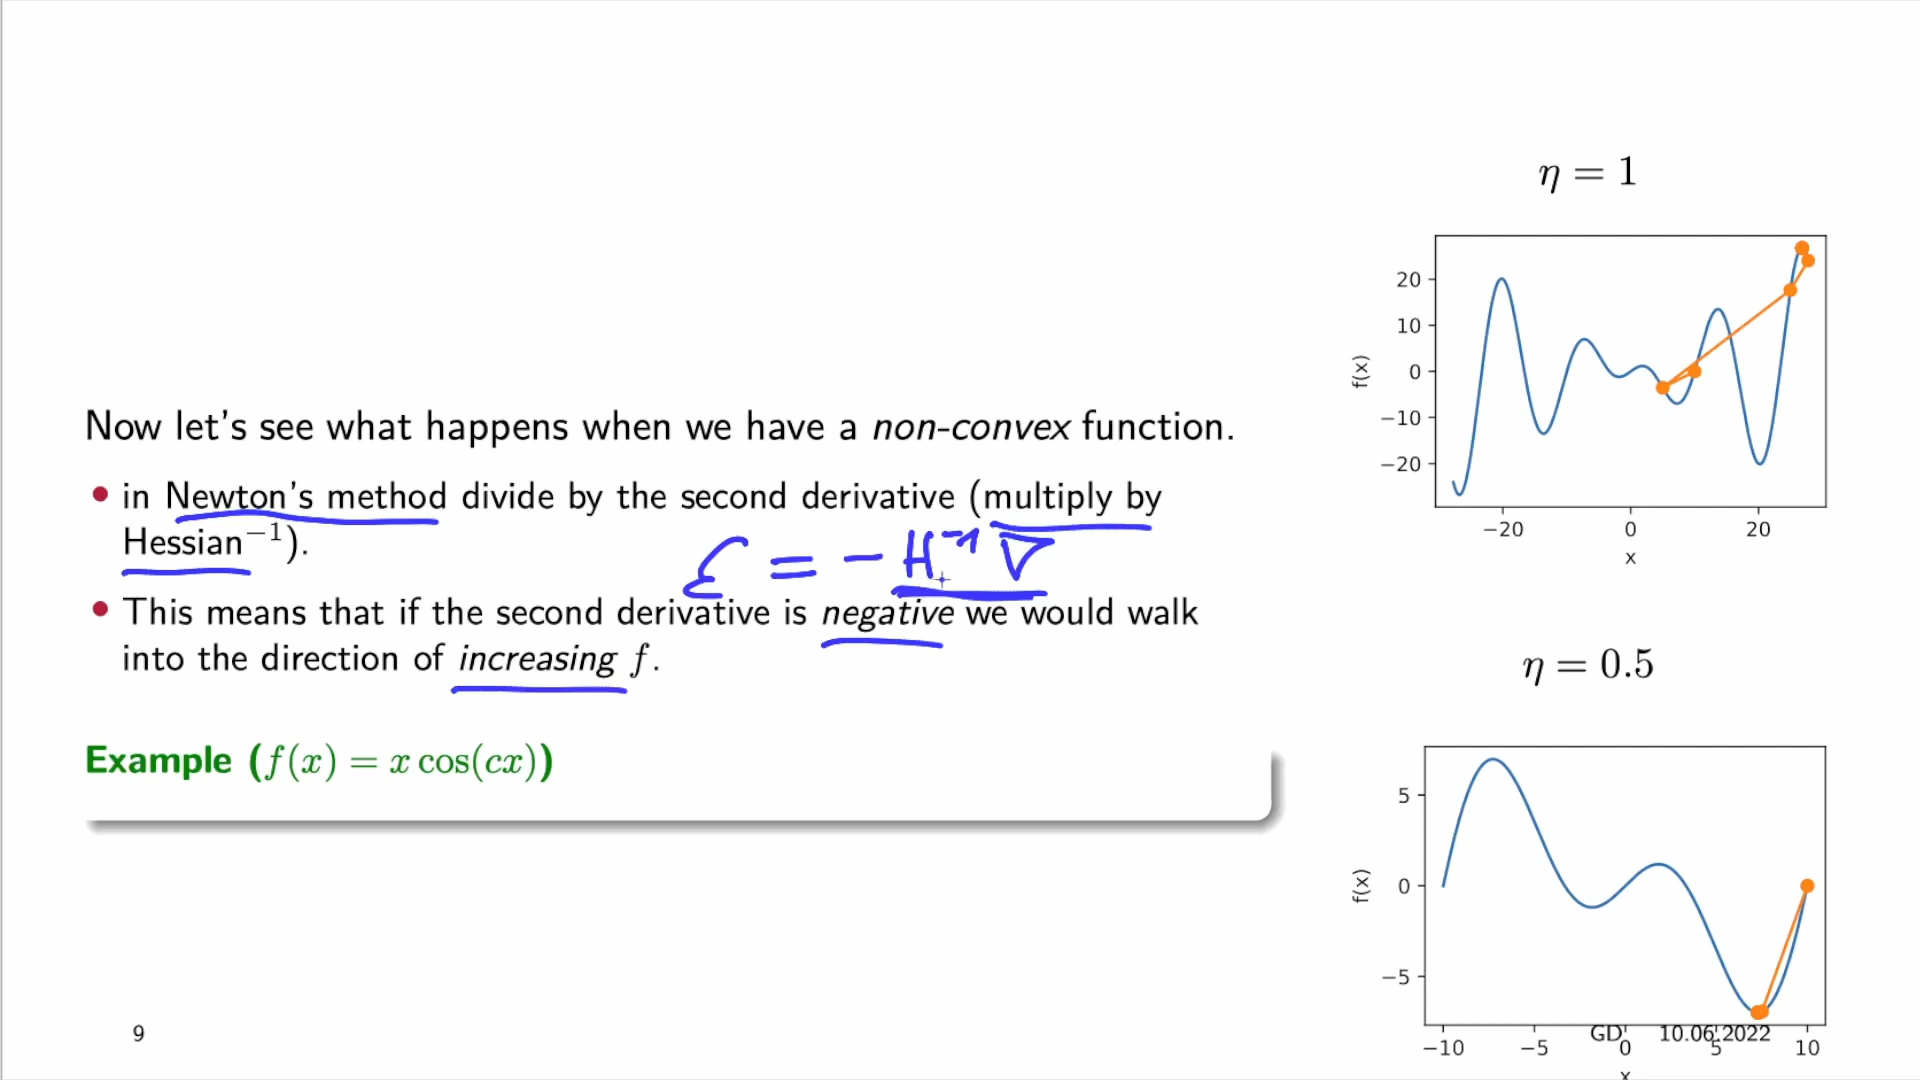 Now let's see what happens when we have a non-convex function.
• in Newton's method divide by the second derivative (multiply by
Hessian⁻¹).
ε = − H⁻¹ ∇
• This means that if the second derivative is negative we would walk
into the direction of increasing f.
Example (f(x) = x cos(cx))
η = 1
20
10
0
−10
−20
f(x)
−20 0 20
x
η = 0.5
5
0
−5
f(x)
−10 −5 0 5 10
x
9
GD 10.06.2022